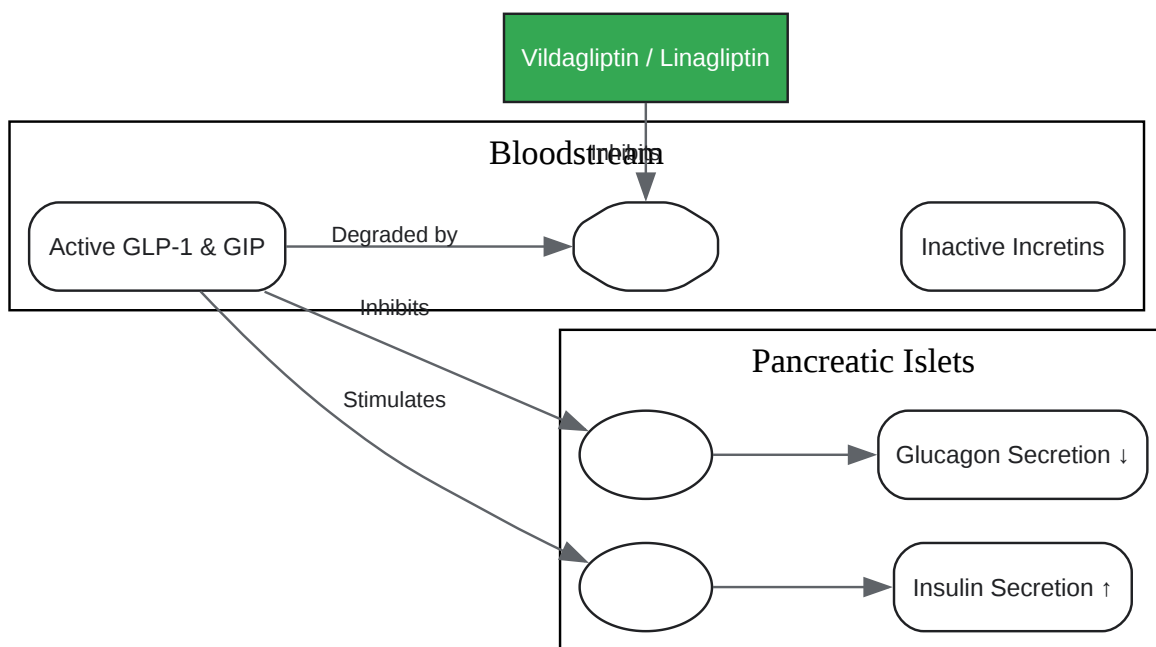 Vildagliptin / Linagliptin
Bloodstream
Inhibits
Active GLP-1 & GIP
Degraded by
Inactive Incretins
Inhibits
Pancreatic Islets
Stimulates
Glucagon Secretion ↓
Insulin Secretion ↑